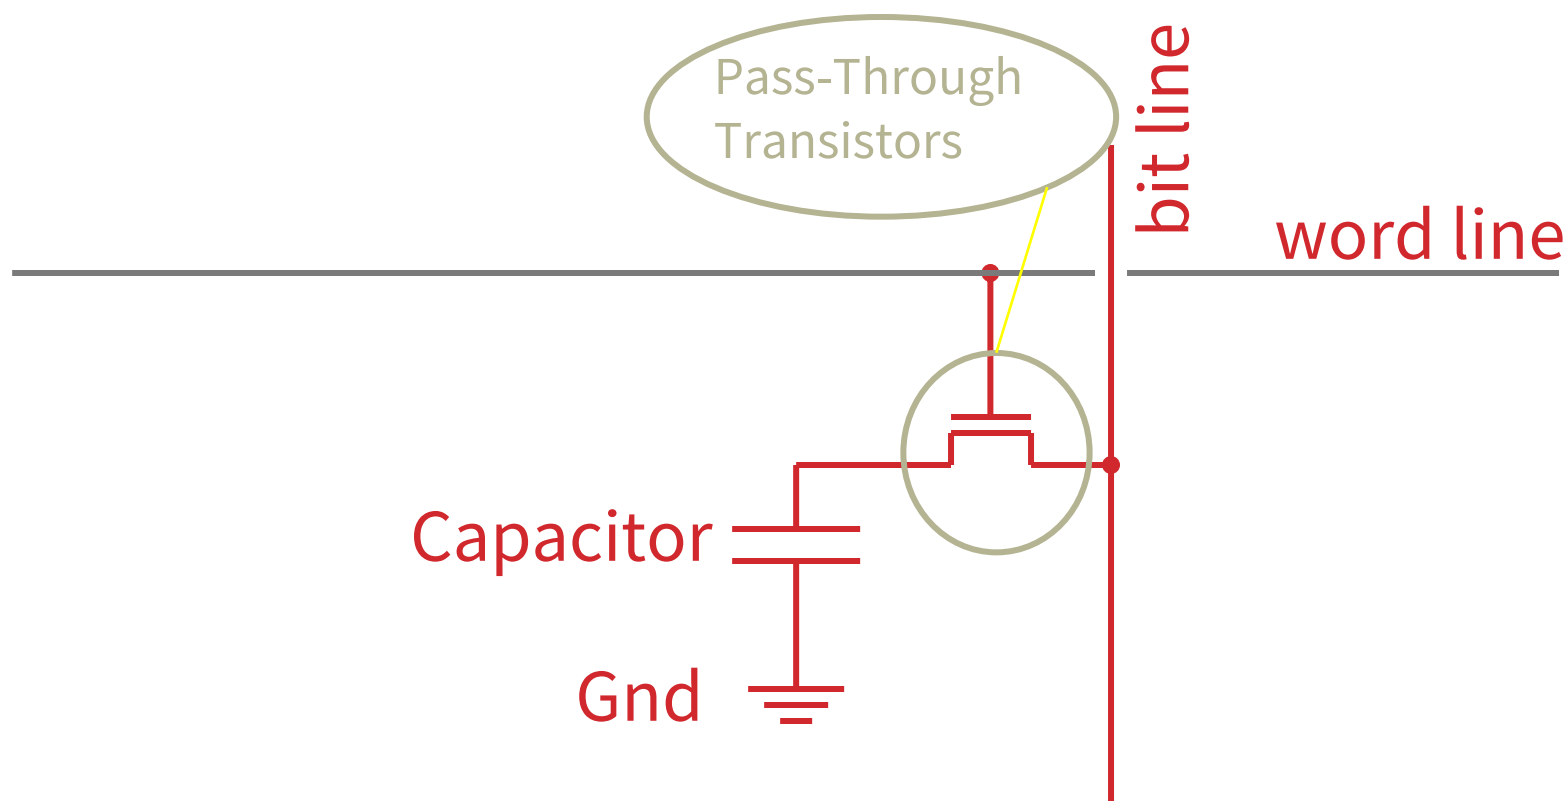 Pass-Through
Transistors
bit line
word line
Capacitor
Gnd